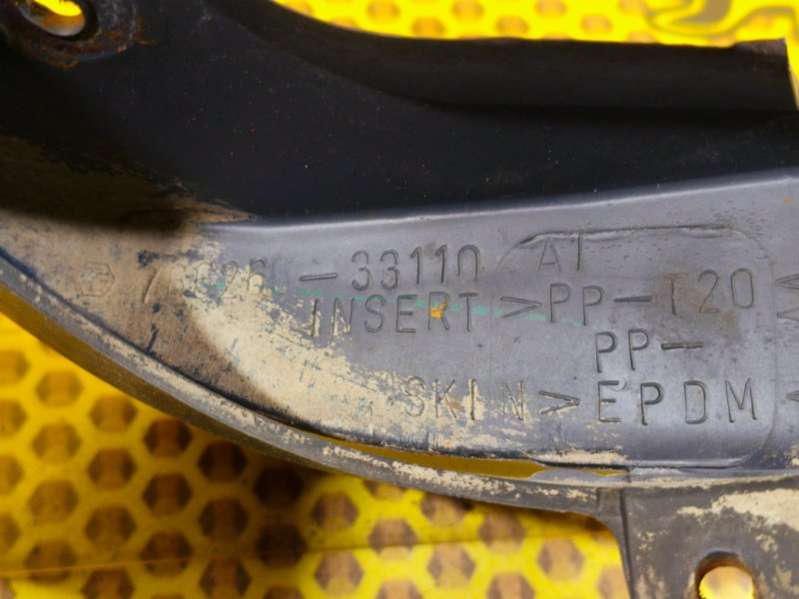 -33110 A1
INSERT >PP-T20
PP-
SKIN > EPDM